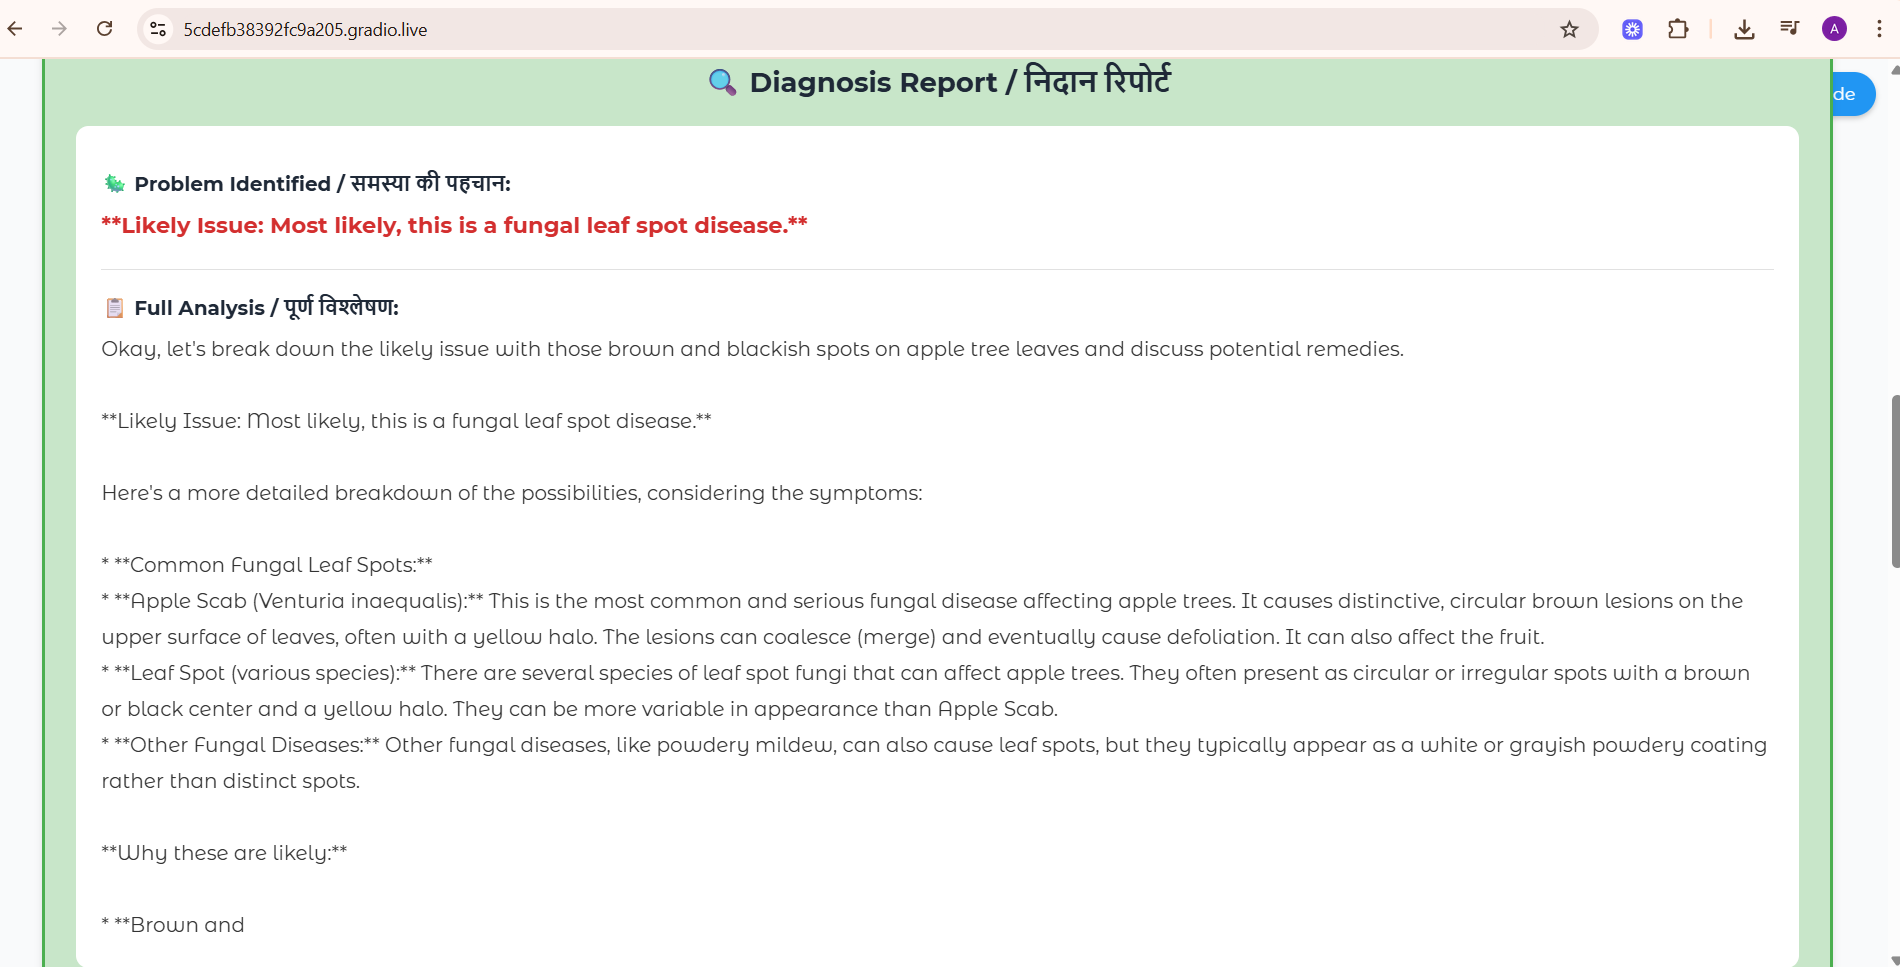 5cdefb38392fc9a205.gradio.live
A
Diagnosis Report / निदान रिपोर्ट
de
Problem Identified / समस्या की पहचान:
**Likely Issue: Most likely, this is a fungal leaf spot disease.**
Full Analysis / पूर्ण विश्लेषण:
Okay, let's break down the likely issue with those brown and blackish spots on apple tree leaves and discuss potential remedies.
**Likely Issue: Most likely, this is a fungal leaf spot disease.**
Here's a more detailed breakdown of the possibilities, considering the symptoms:
* **Common Fungal Leaf Spots:**
* **Apple Scab (Venturia inaequalis):** This is the most common and serious fungal disease affecting apple trees. It causes distinctive, circular brown lesions on the
upper surface of leaves, often with a yellow halo. The lesions can coalesce (merge) and eventually cause defoliation. It can also affect the fruit.
* **Leaf Spot (various species):** There are several species of leaf spot fungi that can affect apple trees. They often present as circular or irregular spots with a brown
or black center and a yellow halo. They can be more variable in appearance than Apple Scab.
* **Other Fungal Diseases:** Other fungal diseases, like powdery mildew, can also cause leaf spots, but they typically appear as a white or grayish powdery coating
rather than distinct spots.
**Why these are likely:**
* **Brown and